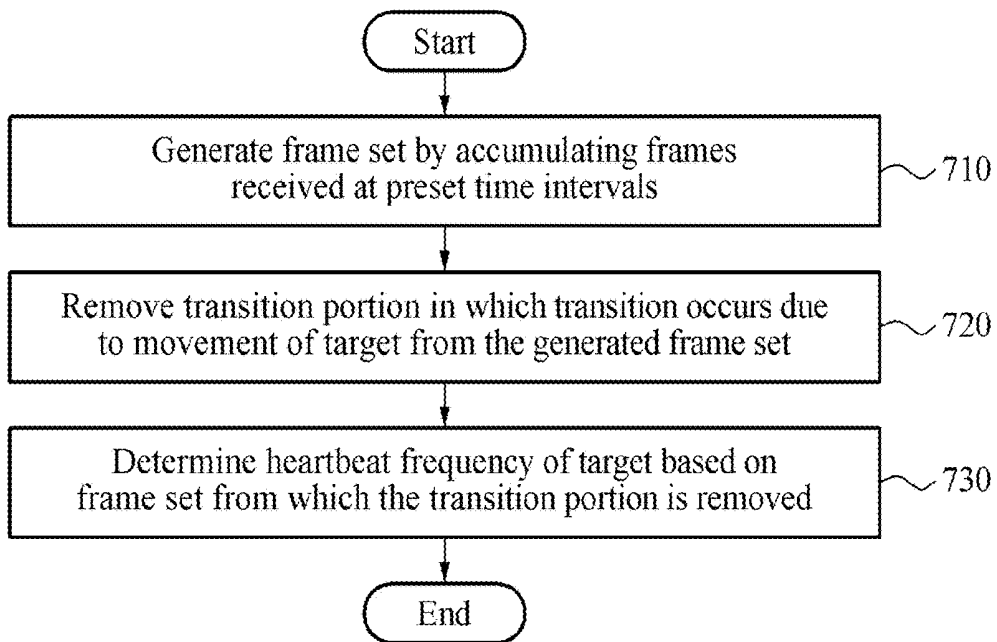 Start
Generate frame set by accumulating frames
received at preset time intervals
710
Remove transition portion in which transition occurs due
to movement of target from the generated frame set
720
Determine heartbeat frequency of target based on
frame set from which the transition portion is removed
730
End